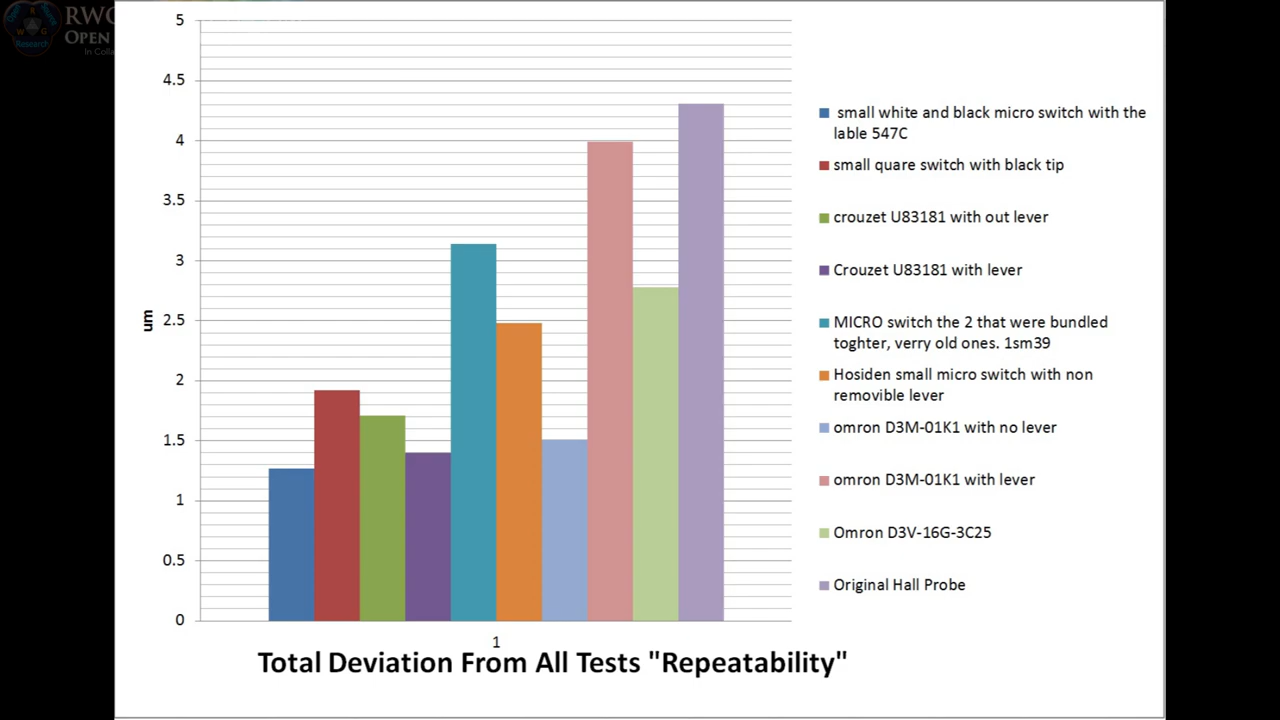 RWG
OPEN
Research
In Colla
5
4.5
4
3.5
3
2.5
2
1.5
1
0.5
0
um
1
Total Deviation From All Tests "Repeatability"
small white and black micro switch with the
lable 547C
small quare switch with black tip
crouzet U83181 with out lever
Crouzet U83181 with lever
MICRO switch the 2 that were bundled
toghter, verry old ones. 1sm39
Hosiden small micro switch with non
removible lever
omron D3M-01K1 with no lever
omron D3M-01K1 with lever
Omron D3V-16G-3C25
Original Hall Probe